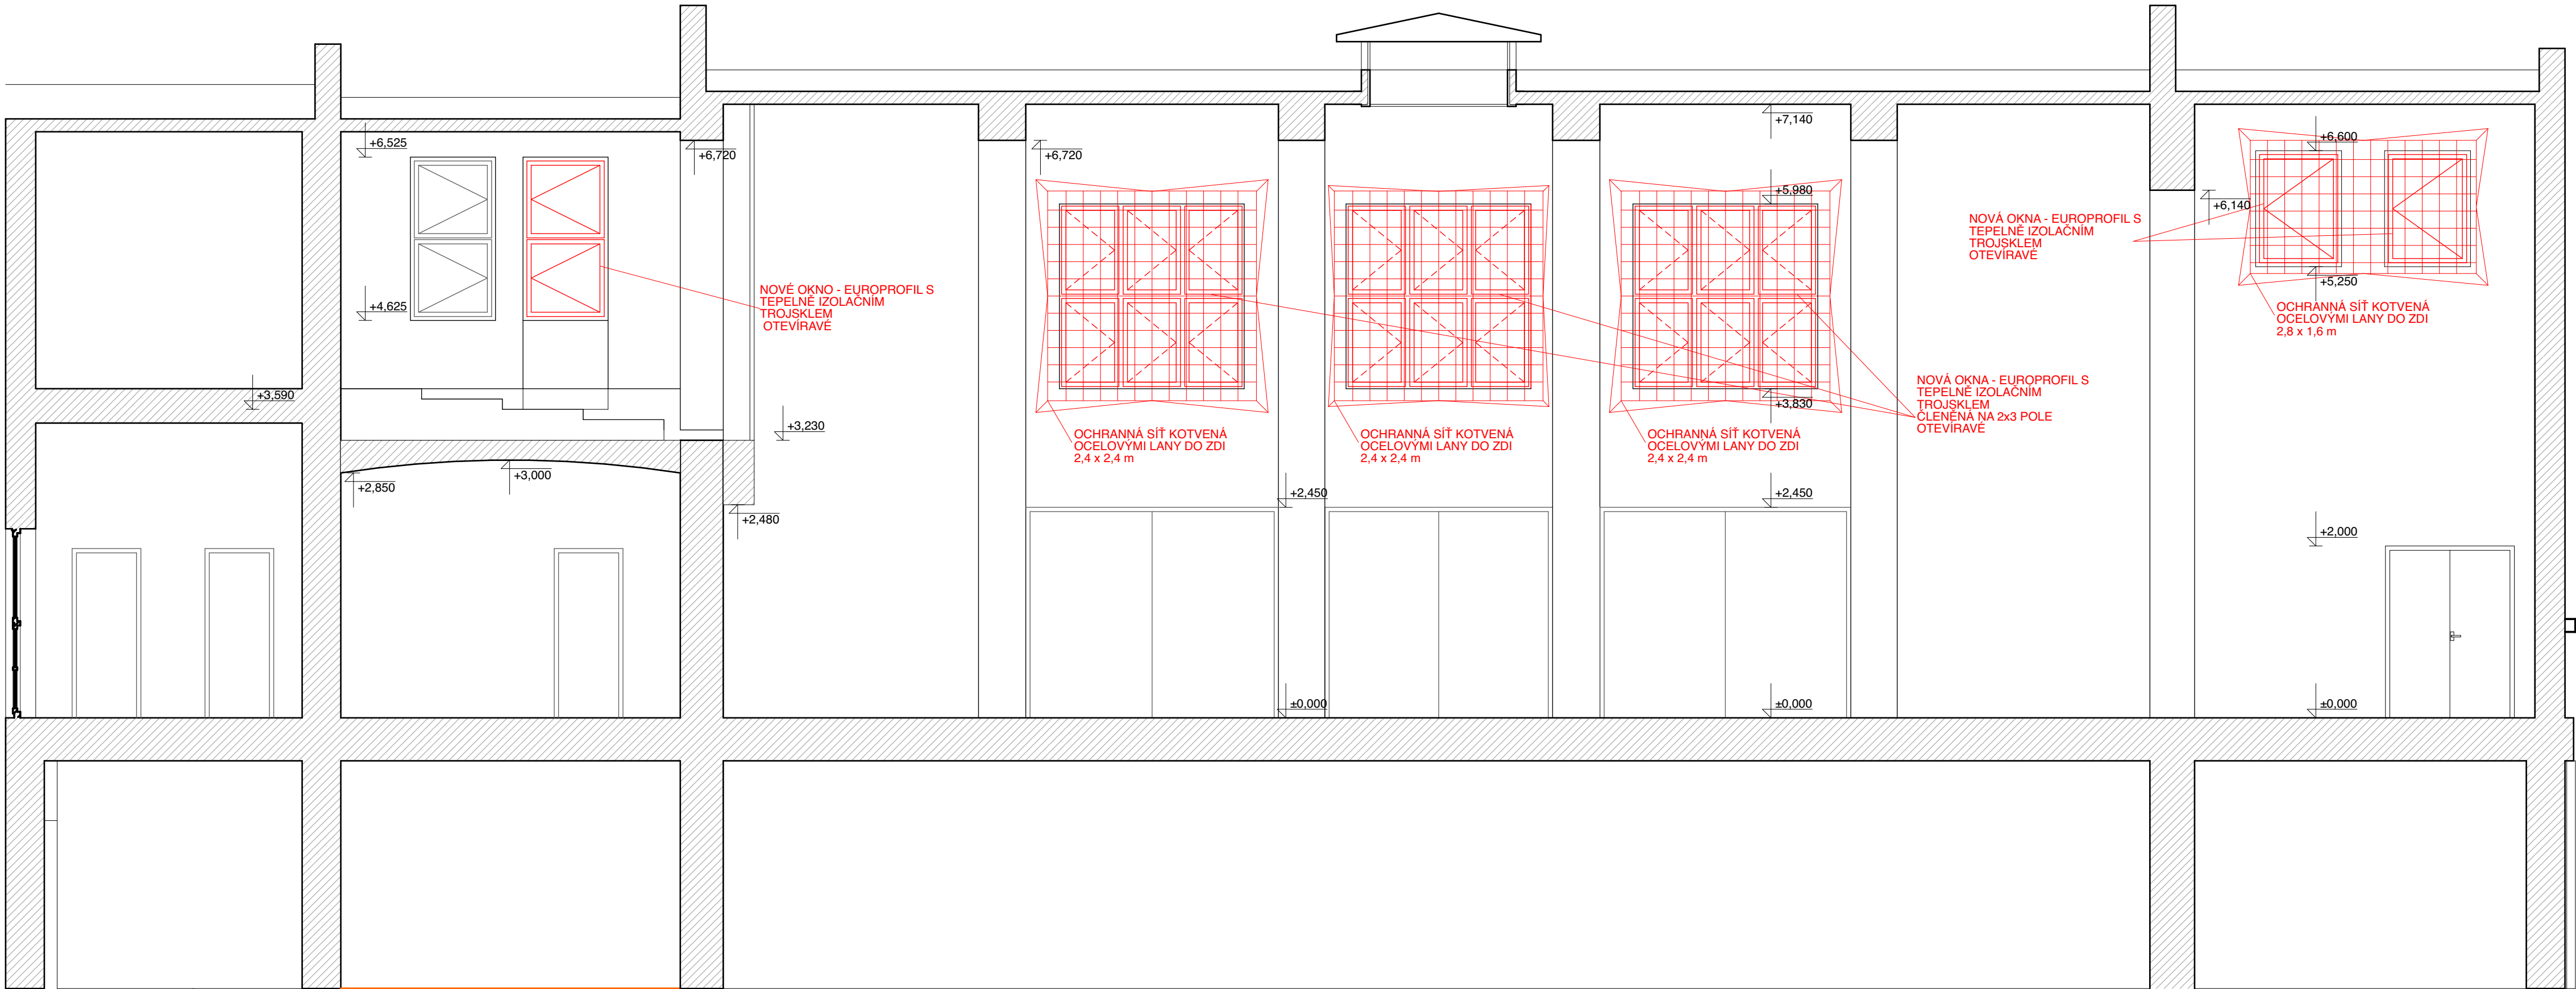 +6,525
+4,625
+3,590
+2,850
+3,000
+6,720
NOVÉ OKNO - EUROPROFIL S
TEPELNĚ IZOLAČNÍM
TROJSKLEM
OTEVÍRAVÉ
+3,230
+2,480
+6,720
OCHRANNÁ SÍŤ KOTVENÁ
OCELOVÝMI LANY DO ZDI
2,4 x 2,4 m
+2,450
±0,000
OCHRANNÁ SÍŤ KOTVENÁ
OCELOVÝMI LANY DO ZDI
2,4 x 2,4 m
+7,140
+5,980
+3,830
OCHRANNÁ SÍŤ KOTVENÁ
OCELOVÝMI LANY DO ZDI
2,4 x 2,4 m
+2,450
±0,000
NOVÁ OKNA - EUROPROFIL S
TEPELNĚ IZOLAČNÍM
TROJSKLEM
OTEVÍRAVÉ
NOVÁ OKNA - EUROPROFIL S
TEPELNĚ IZOLAČNÍM
TROJSKLEM
ČLENĚNÁ NA 2x3 POLE
OTEVÍRAVÉ
+6,140
+6,600
+5,250
OCHRANNÁ SÍŤ KOTVENÁ
OCELOVÝMI LANY DO ZDI
2,8 x 1,6 m
+2,000
±0,000